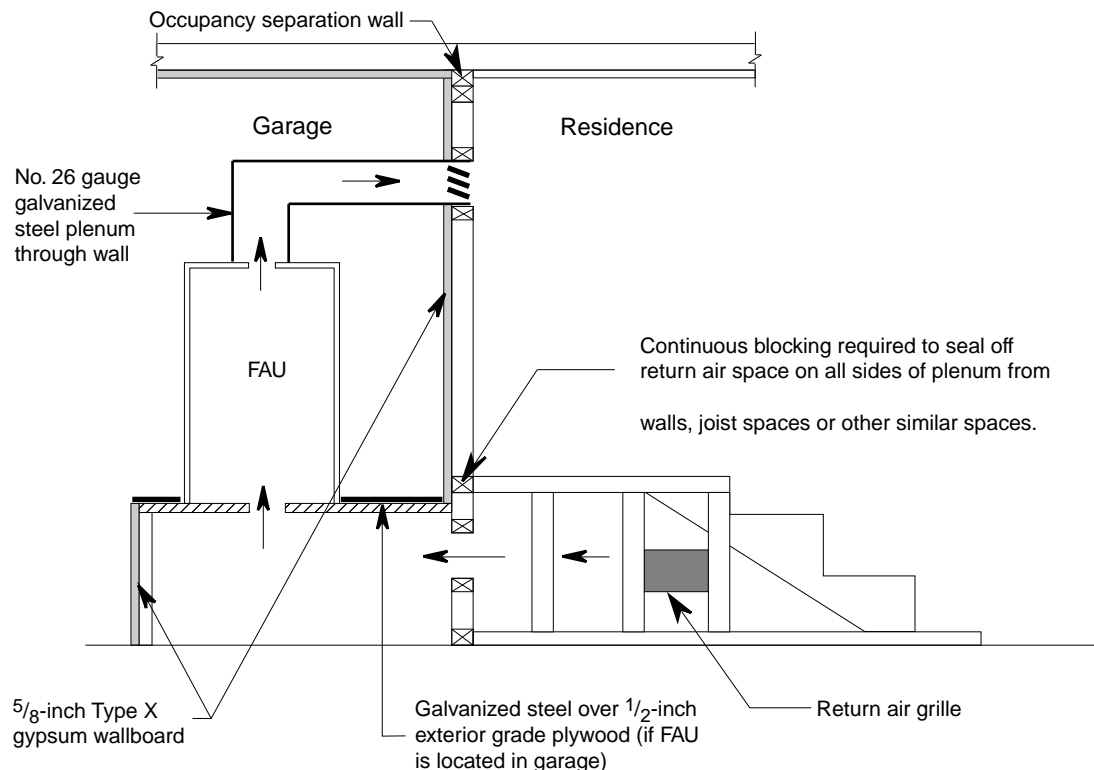 Occupancy separation wall
Garage
Residence
No. 26 gauge
galvanized
steel plenum
through wall
FAU
Continuous blocking required to seal off
return air space on all sides of plenum from
walls, joist spaces or other similar spaces.
5/8-inch Type X
gypsum wallboard
Galvanized steel over 1/2-inch
exterior grade plywood (if FAU
is located in garage)
Return air grille